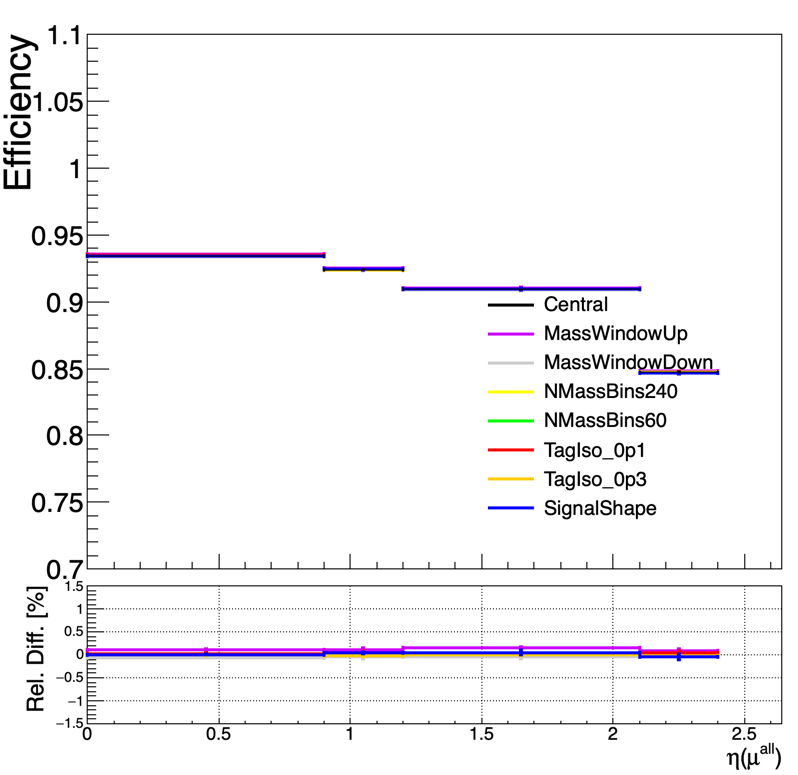 Efficiency
1.1
1.05
1
0.95
0.9
0.85
0.8
0.75
0.7
Central
MassWindowUp
MassWindowDown
NMassBins240
NMassBins60
TagIso_0p1
TagIso_0p3
SignalShape
Rel. Diff. [%]
1.5
1
0.5
0
−0.5
−1
−1.5
0 0.5 1 1.5 2 2.5
η(μ^all)